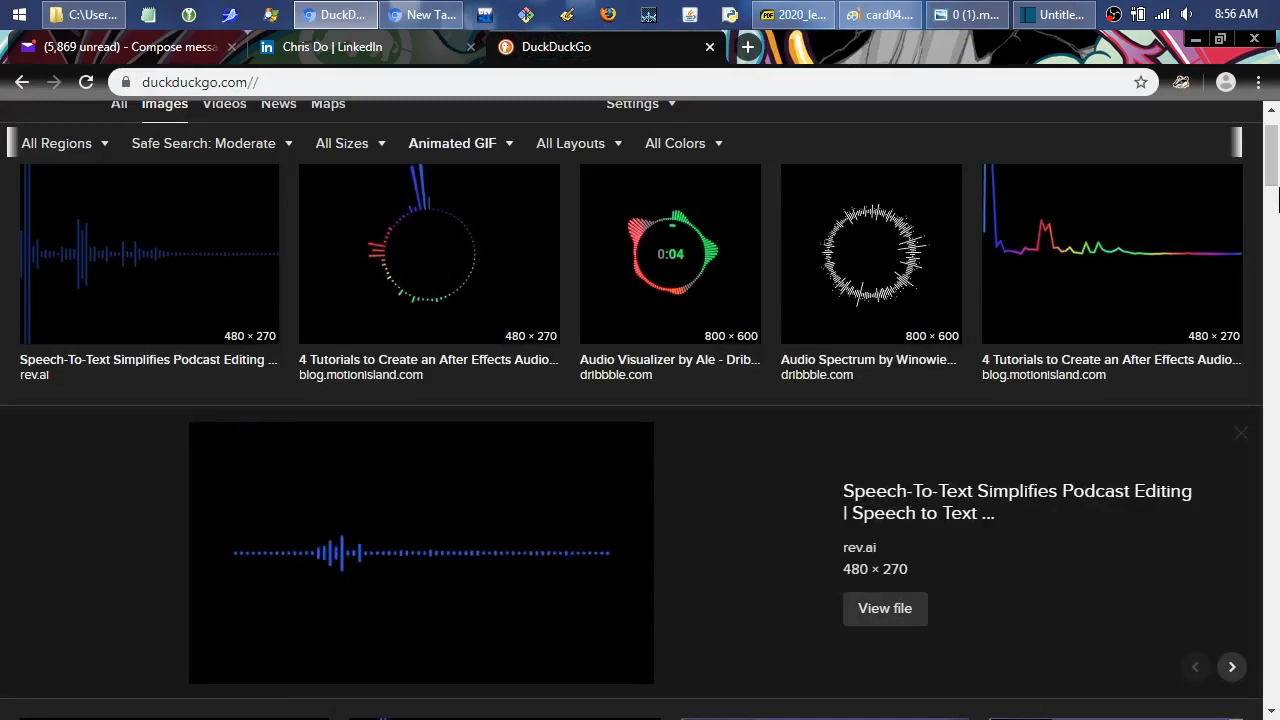 C:\User...
DuckD...
New Ta...
2020_le...
card04....
0 (1).m...
Untitle...
8:56 AM
(5,869 unread) - Compose messa
Chris Do | LinkedIn
DuckDuckGo
duckduckgo.com//
All
Images
Videos
News
Maps
Settings
All Regions
Safe Search: Moderate
All Sizes
Animated GIF
All Layouts
All Colors
0:04
480 × 270
480 × 270
800 × 600
800 × 600
480 × 270
Speech-To-Text Simplifies Podcast Editing ...
rev.ai
4 Tutorials to Create an After Effects Audio...
blog.motionisland.com
Audio Visualizer by Ale - Drib...
dribbble.com
Audio Spectrum by Winowie...
dribbble.com
4 Tutorials to Create an After Effects Audio...
blog.motionisland.com
Speech-To-Text Simplifies Podcast Editing
| Speech to Text ...
rev.ai
480 × 270
View file